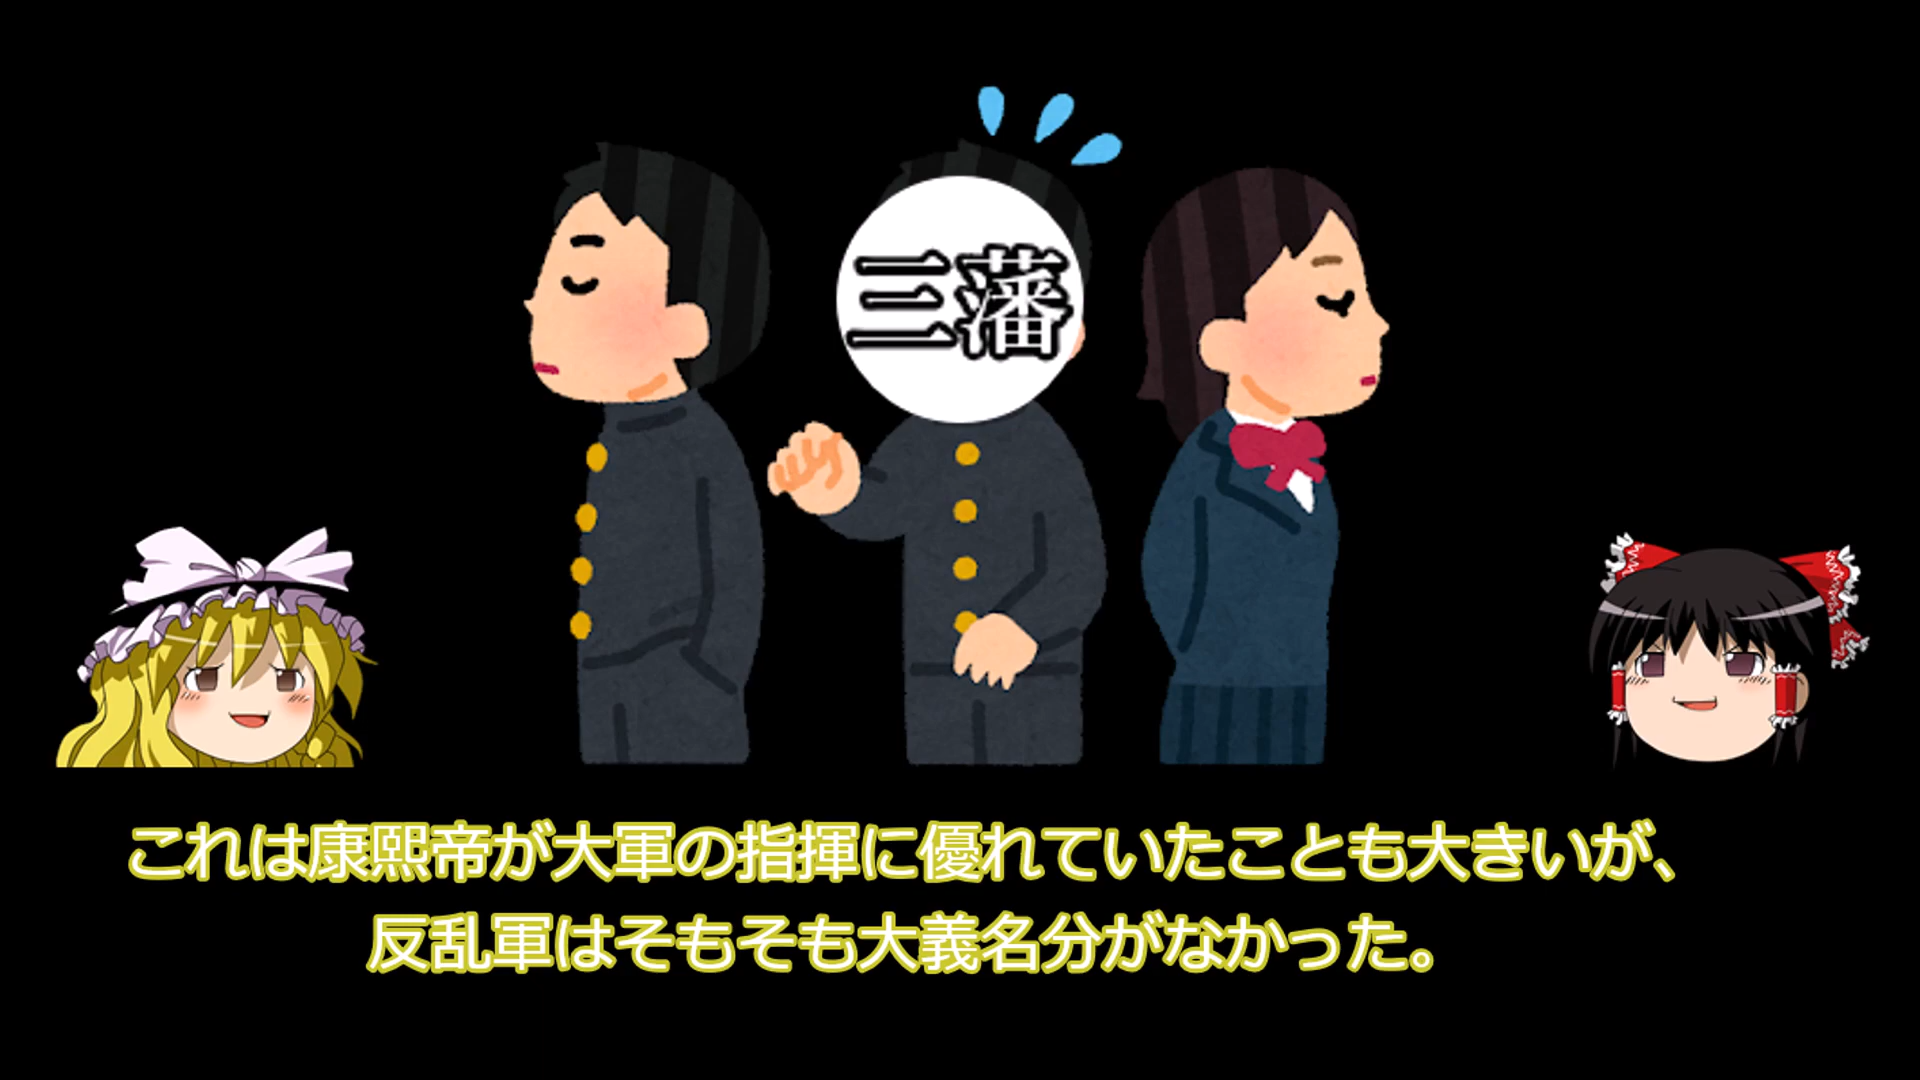 三藩
これは康熙帝が大軍の指揮に優れていたことも大きいが、
反乱軍はそもそも大義名分がなかった。